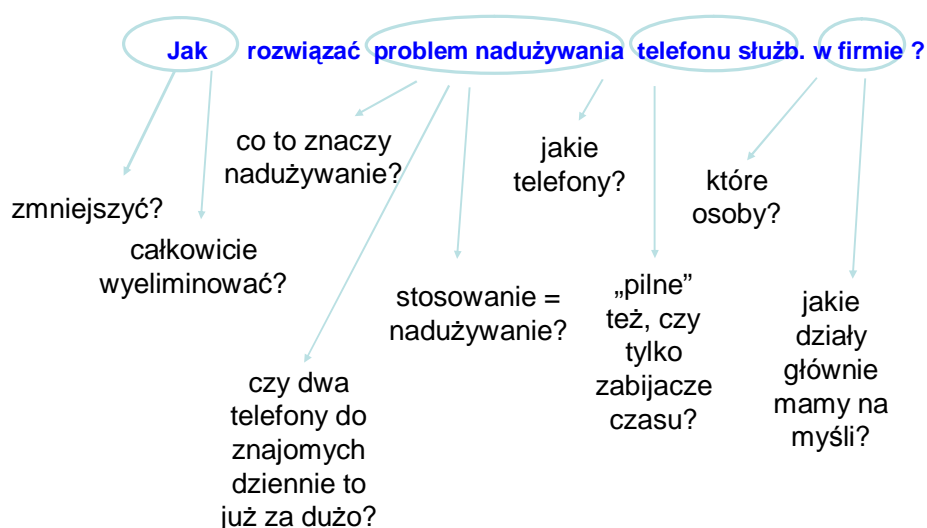 Jak rozwiązać problem nadużywania telefonu służb. w firmie ?
co to znaczy
nadużywanie?
jakie
telefony?
które
osoby?
zmniejszyć?
całkowicie
wyeliminować?
stosowanie =
nadużywanie?
„pilne”
też, czy
tylko
zabijacze
czasu?
jakie
działy
głównie
mamy na
myśli?
czy dwa
telefony do
znajomych
dziennie to
już za dużo?